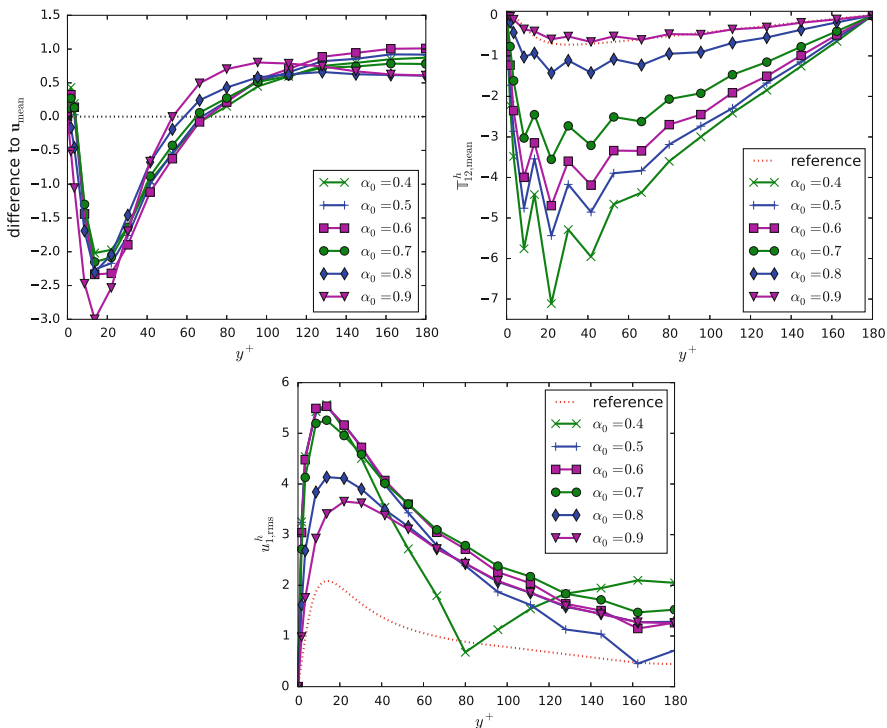 1.5
1.0
0.5
0.0
−0.5
−1.0
−1.5
−2.0
−2.5
−3.0
difference to u_mean
0 20 40 60 80 100 120 140 160 180
y⁺
α₀ = 0.4
α₀ = 0.5
α₀ = 0.6
α₀ = 0.7
α₀ = 0.8
α₀ = 0.9
0
−1
−2
−3
−4
−5
−6
−7
𝕋̅ʰ₁₂,mean
0 20 40 60 80 100 120 140 160 180
y⁺
reference
α₀ = 0.4
α₀ = 0.5
α₀ = 0.6
α₀ = 0.7
α₀ = 0.8
α₀ = 0.9
6
5
4
3
2
1
0
uʰ₁,rms
0 20 40 60 80 100 120 140 160 180
y⁺
reference
α₀ = 0.4
α₀ = 0.5
α₀ = 0.6
α₀ = 0.7
α₀ = 0.8
α₀ = 0.9